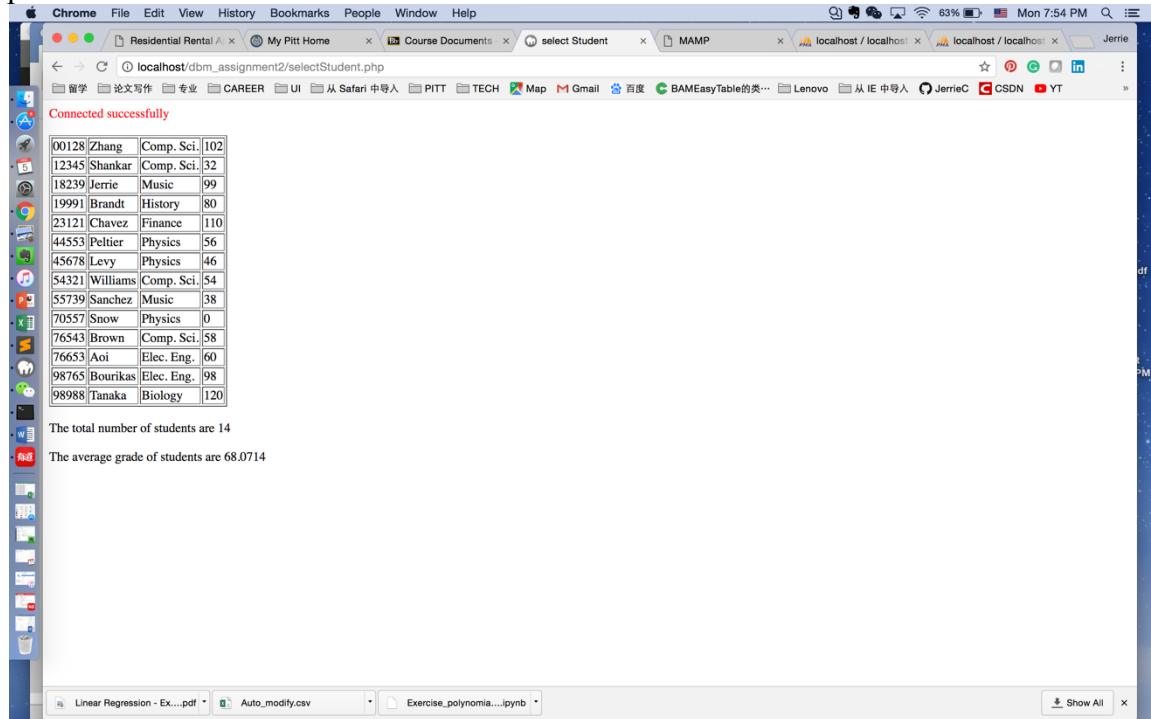 Chrome File Edit View History Bookmarks People Window Help 63% Mon 7:54 PM
Residential Rental A My Pitt Home Course Documents select Student MAMP localhost / localhost localhost / localhost Jerrie
localhost/dbm_assignment2/selectStudent.php
留学 论文写作 专业 CAREER UI 从 Safari 中导入 PITT TECH Map Gmail 百度 BAMEasyTable的类… Lenovo 从 IE 中导入 JerrieC CSDN YT »
Connected successfully
00128 Zhang Comp. Sci. 102
12345 Shankar Comp. Sci. 32
18239 Jerrie Music 99
19991 Brandt History 80
23121 Chavez Finance 110
44553 Peltier Physics 56
45678 Levy Physics 46
54321 Williams Comp. Sci. 54
55739 Sanchez Music 38
70557 Snow Physics 0
76543 Brown Comp. Sci. 58
76653 Aoi Elec. Eng. 60
98765 Bourikas Elec. Eng. 98
98988 Tanaka Biology 120
The total number of students are 14
The average grade of students are 68.0714
df
PM
5
有道
Linear Regression - Ex....pdf Auto_modify.csv Exercise_polynomia....ipynb Show All